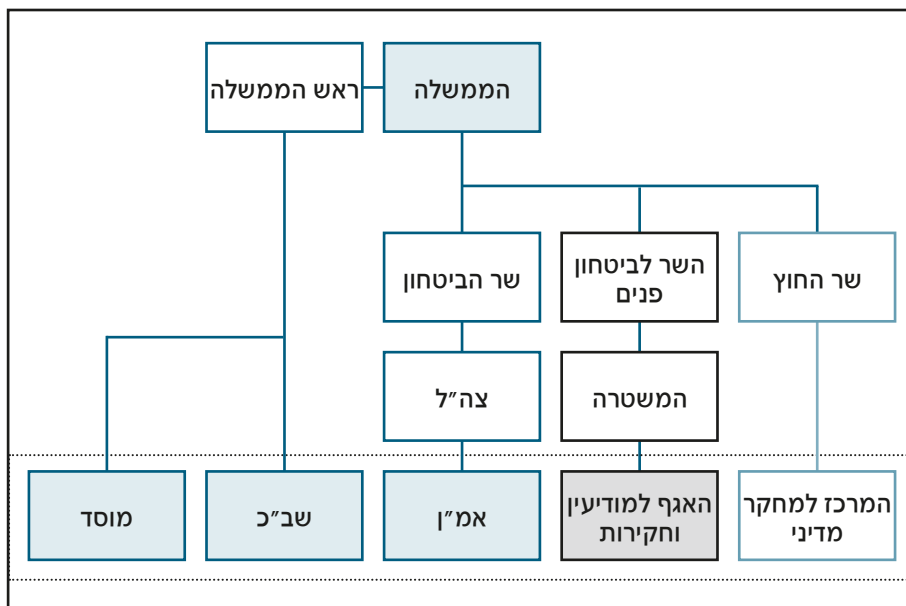 הממשלה
ראש הממשלה
שר החוץ
השר לביטחון
פנים
שר הביטחון
המשטרה
צה״ל
המרכז למחקר
מדיני
האגף למודיעין
וחקירות
אמ״ן
שב״כ
מוסד